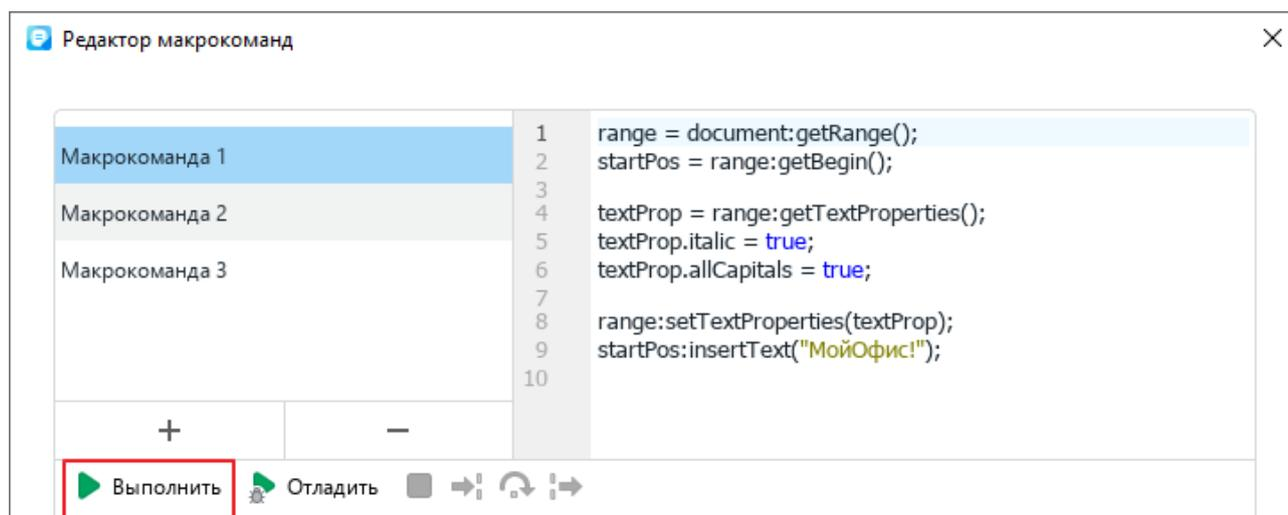 Редактор макрокоманд
Макрокоманда 1
Макрокоманда 2
Макрокоманда 3
1 range = document:getRange();
2 startPos = range:getBegin();
3
4 textProp = range:getTextProperties();
5 textProp.italic = true;
6 textProp.allCapitals = true;
7
8 range:setTextProperties(textProp);
9 startPos:insertText("МойОфис!");
10
Выполнить Отладить